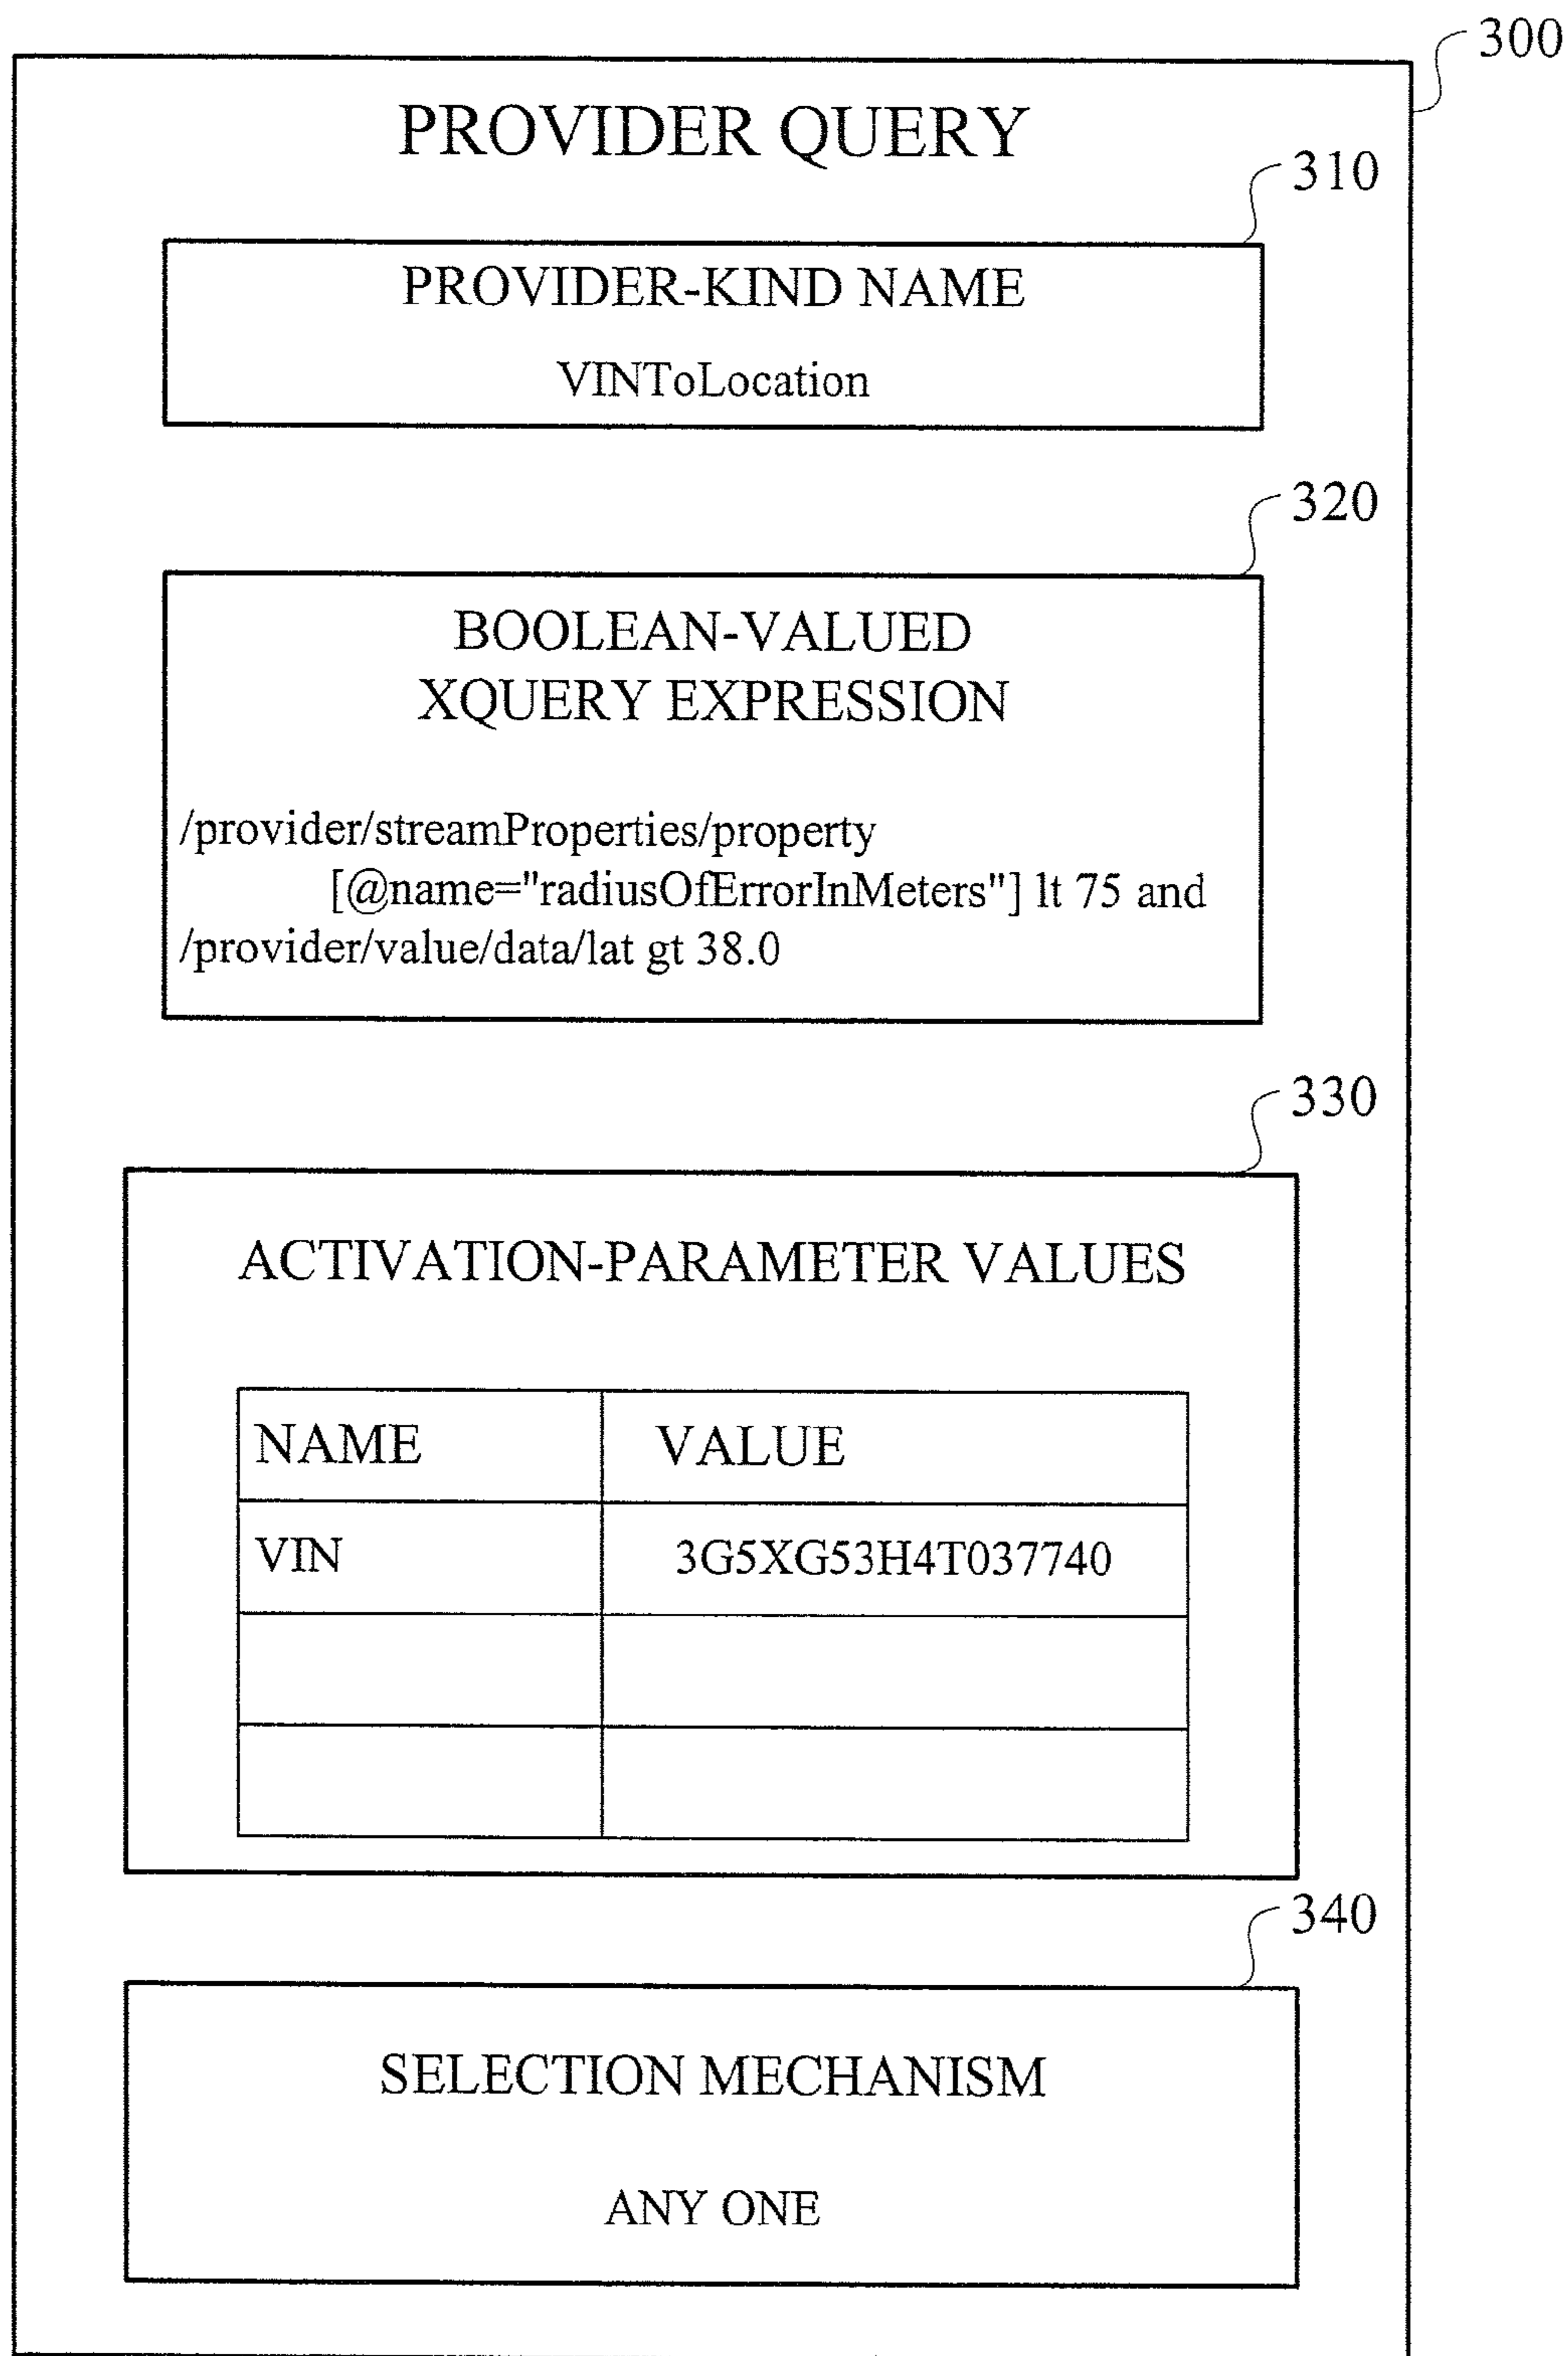 300
PROVIDER QUERY
310
PROVIDER-KIND NAME
VINToLocation
320
BOOLEAN-VALUED
XQUERY EXPRESSION
/provider/streamProperties/property
[@name="radiusOfErrorInMeters"] lt 75 and
/provider/value/data/lat gt 38.0
330
ACTIVATION-PARAMETER VALUES
NAME VALUE
VIN 3G5XG53H4T037740
340
SELECTION MECHANISM
ANY ONE